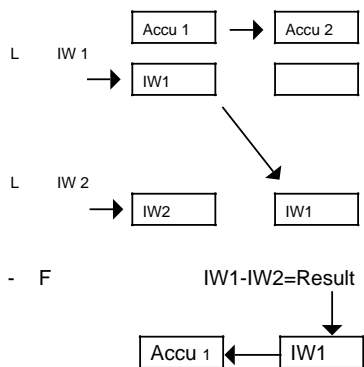 Accu 1 Accu 2
L IW 1
IW1
L IW 2
IW2 IW1
- F IW1-IW2=Result
Accu 1 IW1